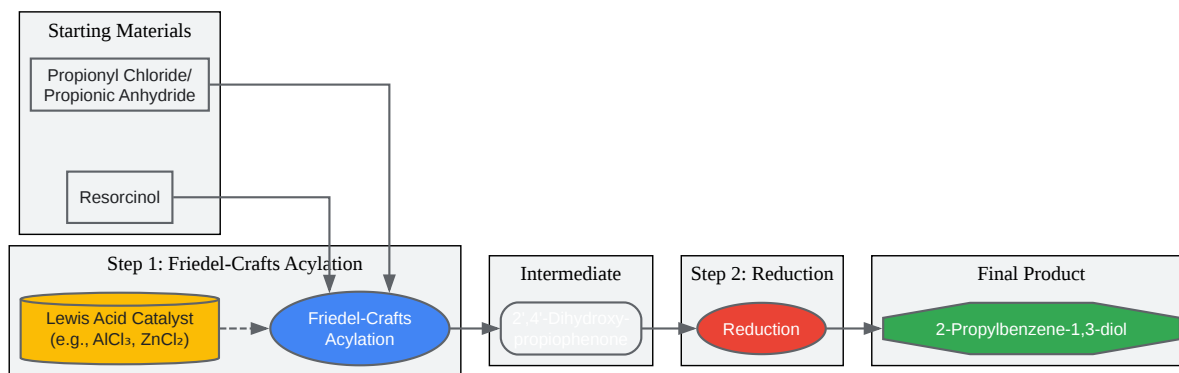 Starting Materials
Propionyl Chloride/
Propionic Anhydride
Resorcinol
Step 1: Friedel-Crafts Acylation
Lewis Acid Catalyst
(e.g., AlCl₃, ZnCl₂)
Friedel-Crafts
Acylation
Intermediate
2',4'-Dihydroxy-
propiophenone
Step 2: Reduction
Reduction
Final Product
2-Propylbenzene-1,3-diol